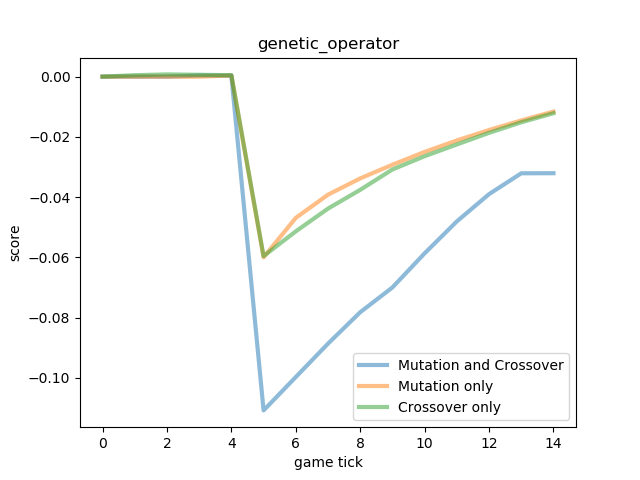 genetic_operator
0.00
−0.02
−0.04
−0.06
−0.08
−0.10
score
0 2 4 6 8 10 12 14
game tick
Mutation and Crossover
Mutation only
Crossover only